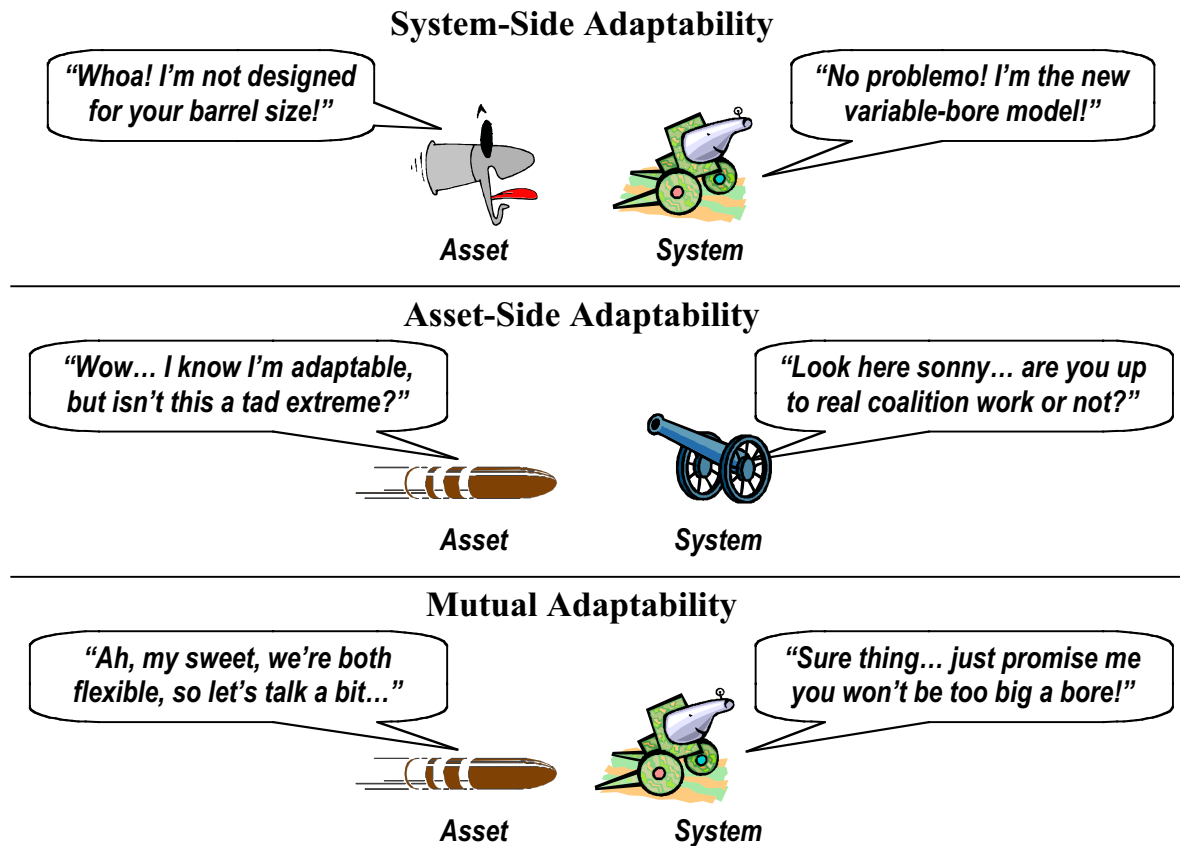 System-Side Adaptability
“Whoa! I’m not designed
for your barrel size!”
“No problemo! I’m the new
variable-bore model!”
Asset
System
Asset-Side Adaptability
“Wow… I know I’m adaptable,
but isn’t this a tad extreme?”
“Look here sonny… are you up
to real coalition work or not?”
Asset
System
Mutual Adaptability
“Ah, my sweet, we’re both
flexible, so let’s talk a bit…”
“Sure thing… just promise me
you won’t be too big a bore!”
Asset
System